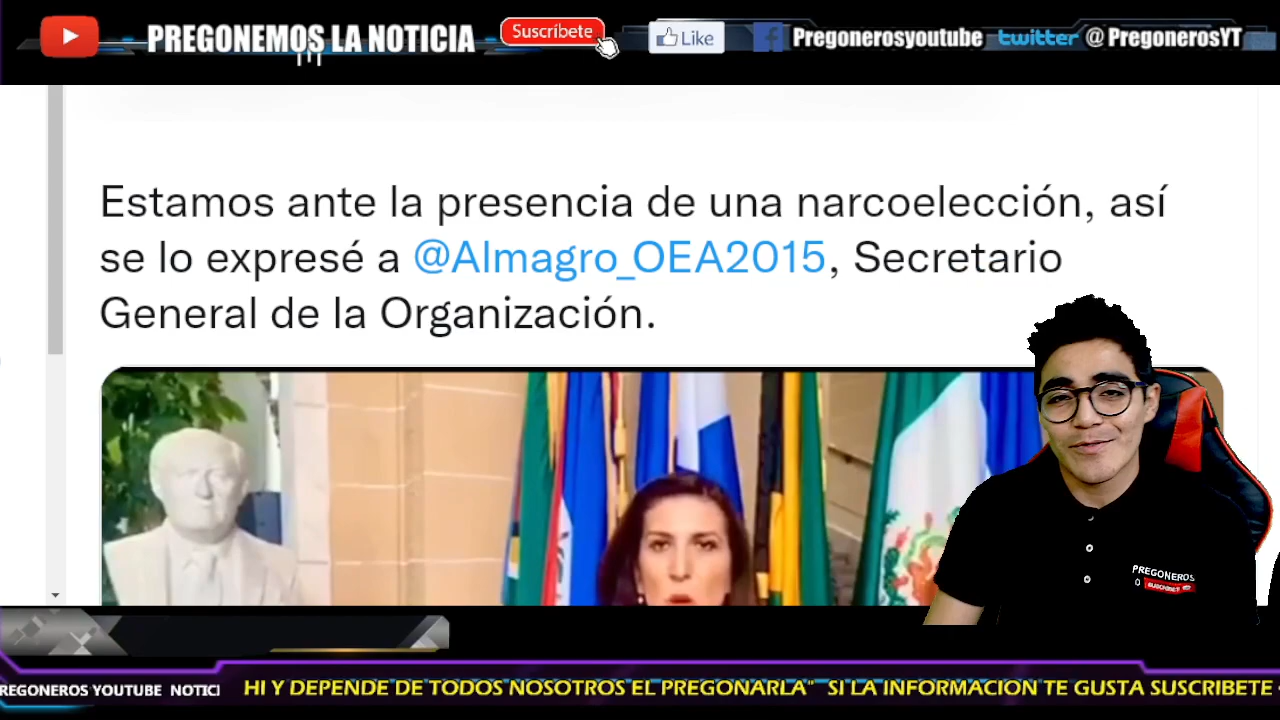 PREGONEMOS LA NOTICIA
Suscríbete
Like
Pregonerosyoutube
twitter @PregonerosYT
Estamos ante la presencia de una narcoelección, así
se lo expresé a @Almagro_OEA2015, Secretario
General de la Organización.
PREGONEROS
SUSCRIBETE
REGONEROS YOUTUBE NOTICI
HI Y DEPENDE DE TODOS NOSOTROS EL PREGONARLA" SI LA INFORMACION TE GUSTA SUSCRIBETE